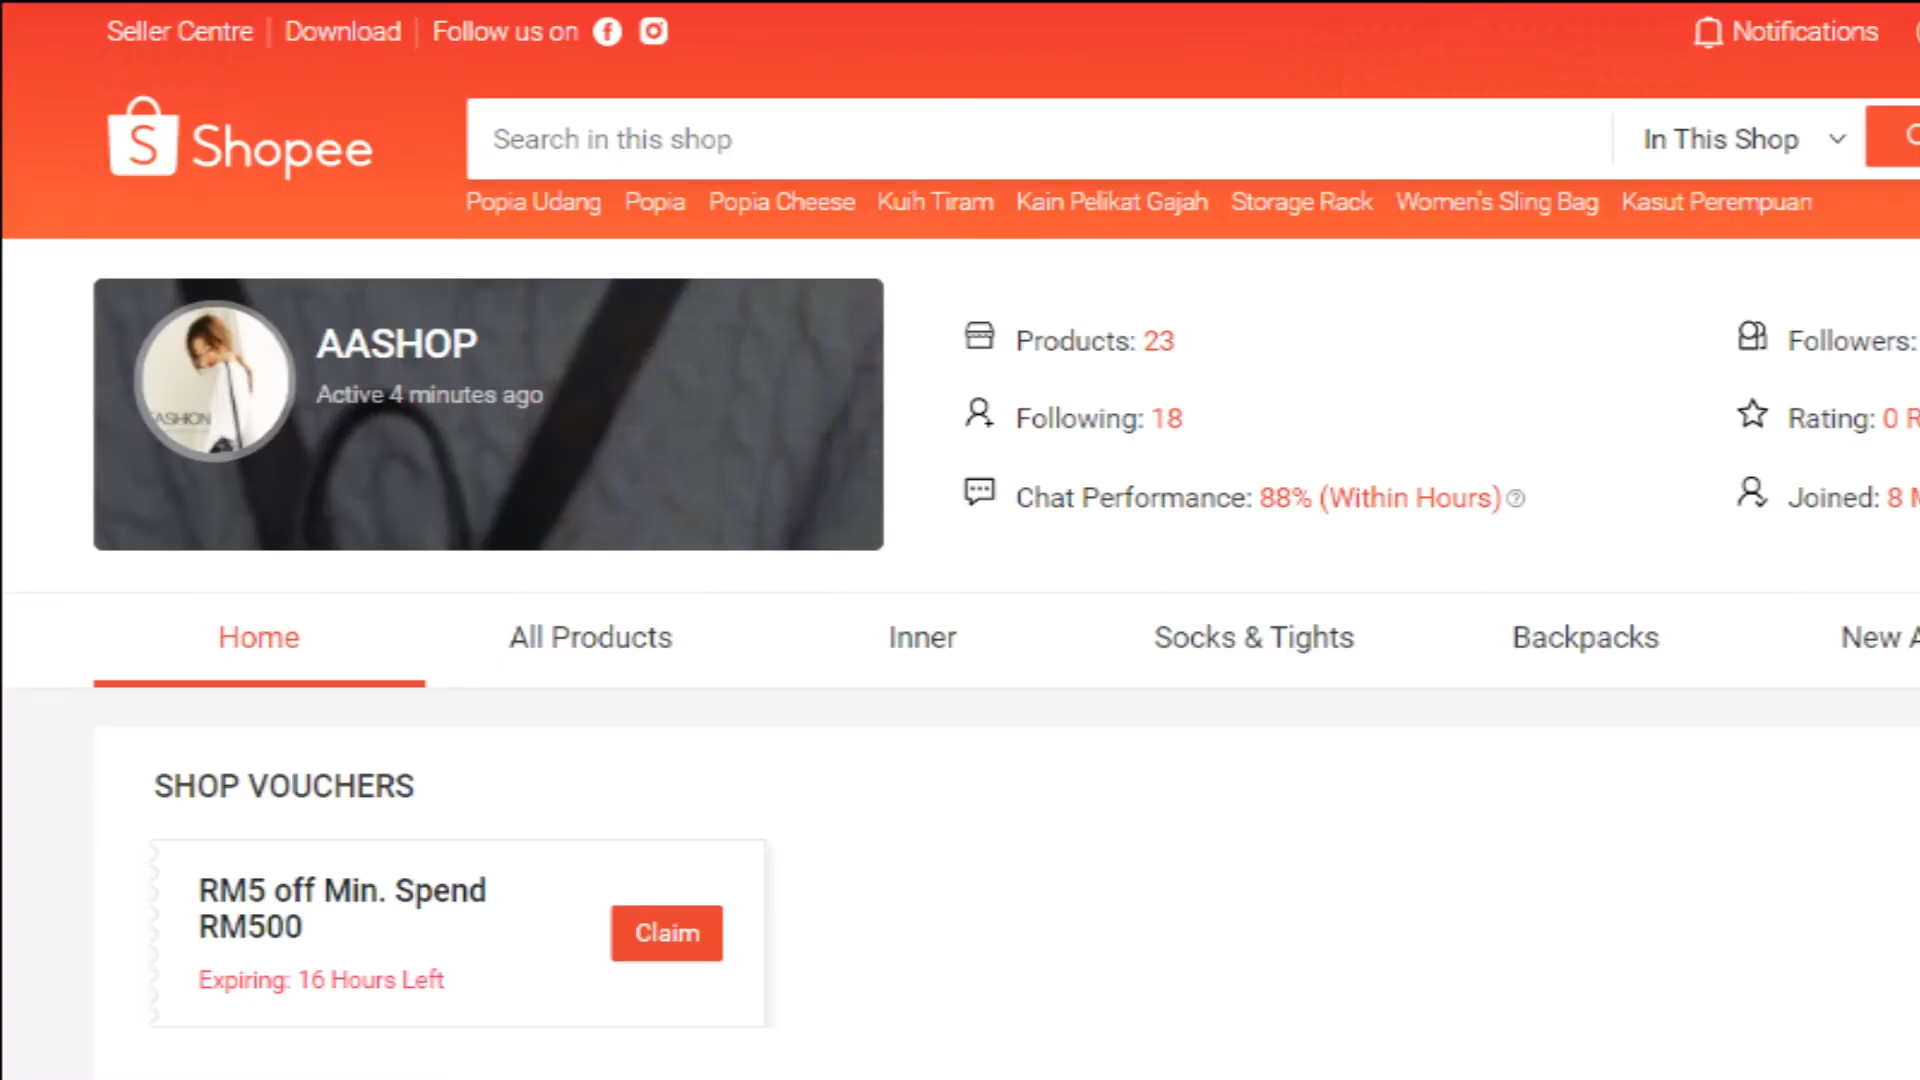 Seller Centre Download Follow us on
Notifications
Shopee
Search in this shop
In This Shop
Popia Udang Popia Popia Cheese Kuih Tiram Kain Pelikat Gajah Storage Rack Women's Sling Bag Kasut Perempuan
AASHOP
Active 4 minutes ago
FASHION
Products: 23
Followers:
Following: 18
Rating: 0
Chat Performance: 88% (Within Hours)
Joined: 8
Home All Products Inner Socks & Tights Backpacks New
SHOP VOUCHERS
RM5 off Min. Spend
RM500
Claim
Expiring: 16 Hours Left